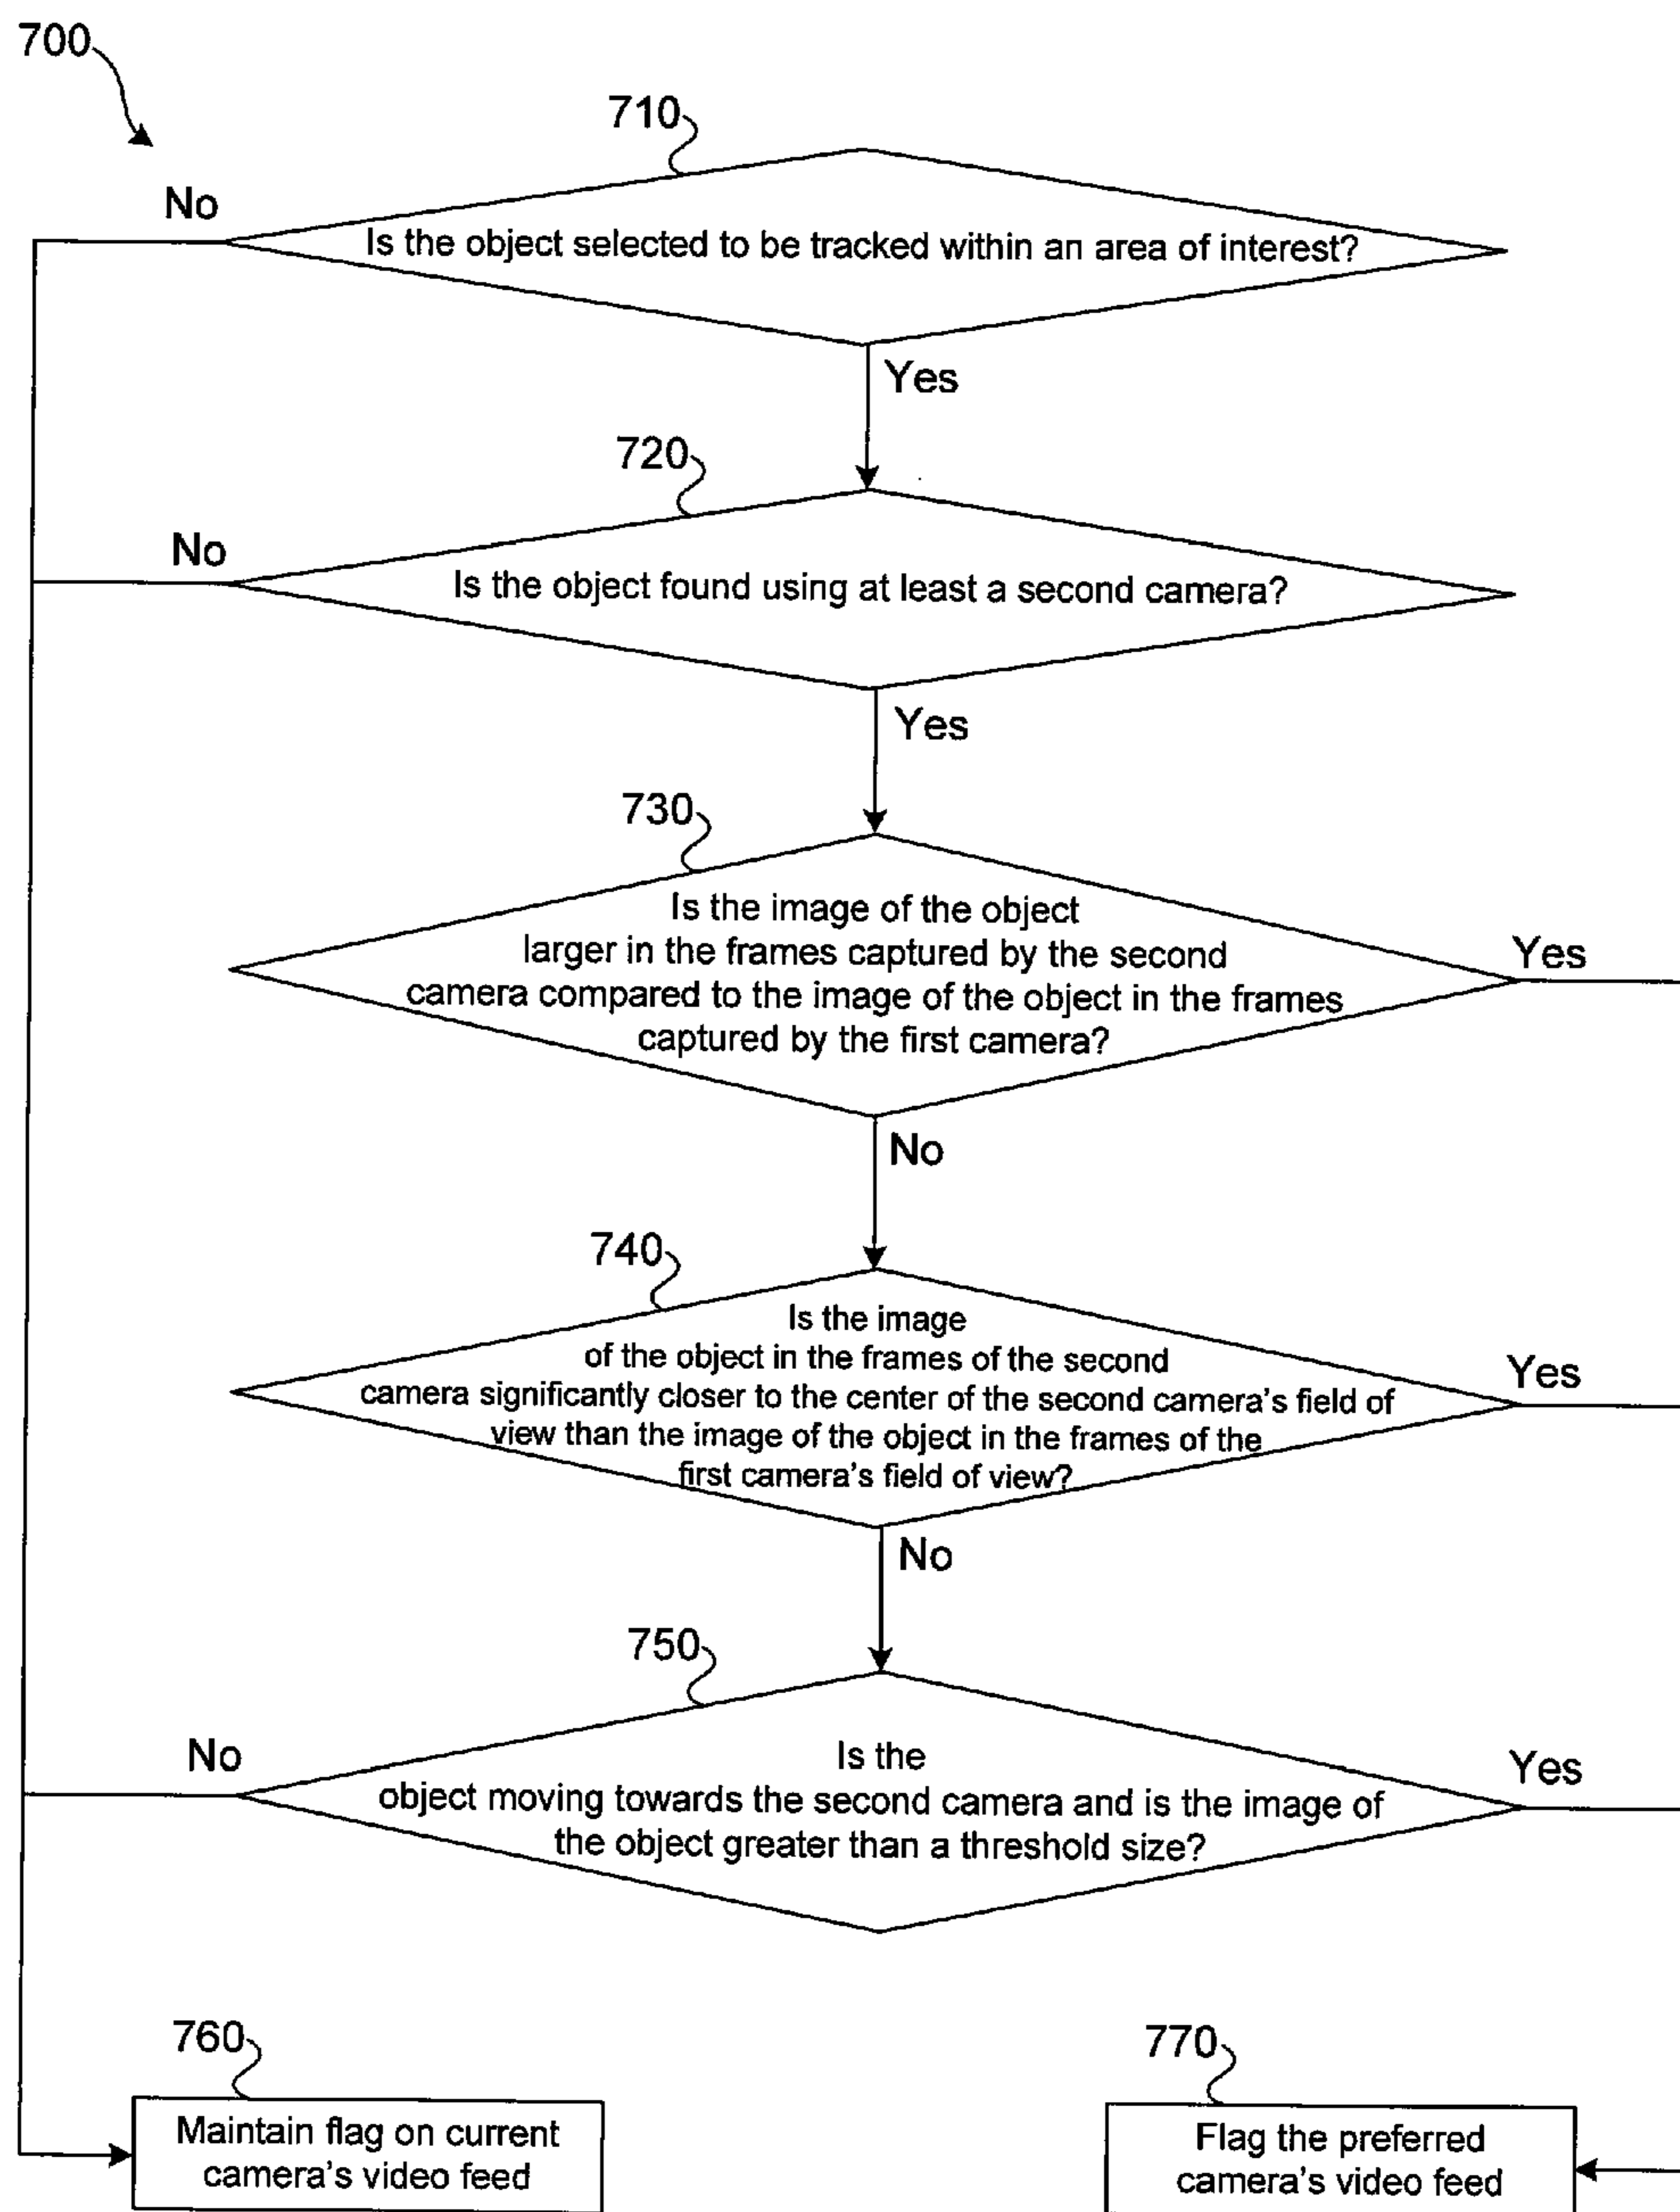 700
710
No
Is the object selected to be tracked within an area of interest?
Yes
720
No
Is the object found using at least a second camera?
Yes
730
Is the image of the object
larger in the frames captured by the second
camera compared to the image of the object in the frames
captured by the first camera?
Yes
No
740
Is the image
of the object in the frames of the second
camera significantly closer to the center of the second camera's field of
view than the image of the object in the frames of the
first camera's field of view?
Yes
No
750
No
Is the
object moving towards the second camera and is the image of
the object greater than a threshold size?
Yes
760
Maintain flag on current
camera's video feed
770
Flag the preferred
camera's video feed